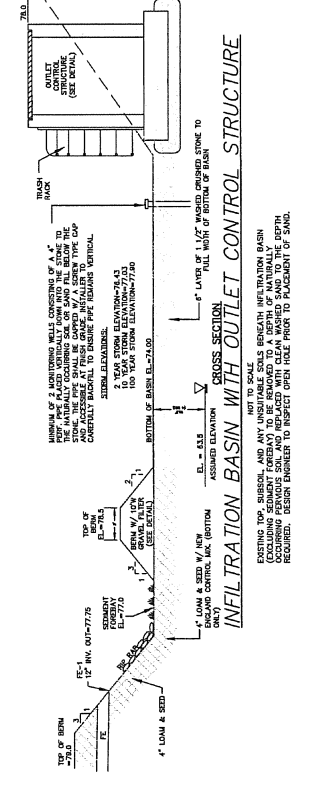 TOP OF BERM
=79.0
3
1
FE
FE-1
12" INV. OUT=77.75
RIP RAP
4" LOAM & SEED
SEDIMENT
FOREBAY
EL=77.0
3
1
TOP OF
BERM
EL=78.5
BERM W/ 10'W
GRAVEL FILTER
(SEE DETAIL)
2
1
4" LOAM & SEED W/ NEW
ENGLAND CONTROL MIX. (BOTTOM
ONLY)
MINIMUM OF 2 MONITORING WELLS CONSISTING OF A 4"
PERF. PIPE PLACED VERTICALLY DOWN INTO THE STONE TO
THE NATURALLY OCCURING SOIL OR SAND FILL BELOW THE
STONE. THE PIPE SHALL BE CAPPED W/ A SCREW TYPE CAP
AND ACCESSIBLE AT FINISH GRADE. INSTALLER TO
CAREFULLY BACKFILL TO ENSURE PIPE REMAINS VERTICAL
STORM ELEVATIONS:
2 YEAR STORM ELEVATION=76.43
10 YEAR STORM ELEVATION=77.03
100 YEAR STORM ELEVATION=77.90
BOTTOM OF BASIN EL=74.00
EL = 63.5
ASSUMED ELEVATION
TRASH
RACK
OUTLET
CONTROL
STRUCTURE
(SEE DETAIL)
79.0
6" LAYER OF 1 1/2" WASHED CRUSHED STONE TO
FULL WIDTH OF BOTTOM OF BASIN
CROSS SECTION
INFILTRATION BASIN WITH OUTLET CONTROL STRUCTURE
NOT TO SCALE
EXISTING TOP, SUBSOIL, AND ANY UNSUITABLE SOILS BENEATH INFILTRATION BASIN
(EXCLUDING SEDIMENT FOREBAY) TO BE REMOVED TO A DEPTH OF NATURALLY
OCCURRING PERVIOUS SOIL AND REPLACED WITH CLEAN WASHED SAND TO THE DEPTH
REQUIRED. DESIGN ENGINEER TO INSPECT OPEN HOLE PRIOR TO PLACEMENT OF SAND.